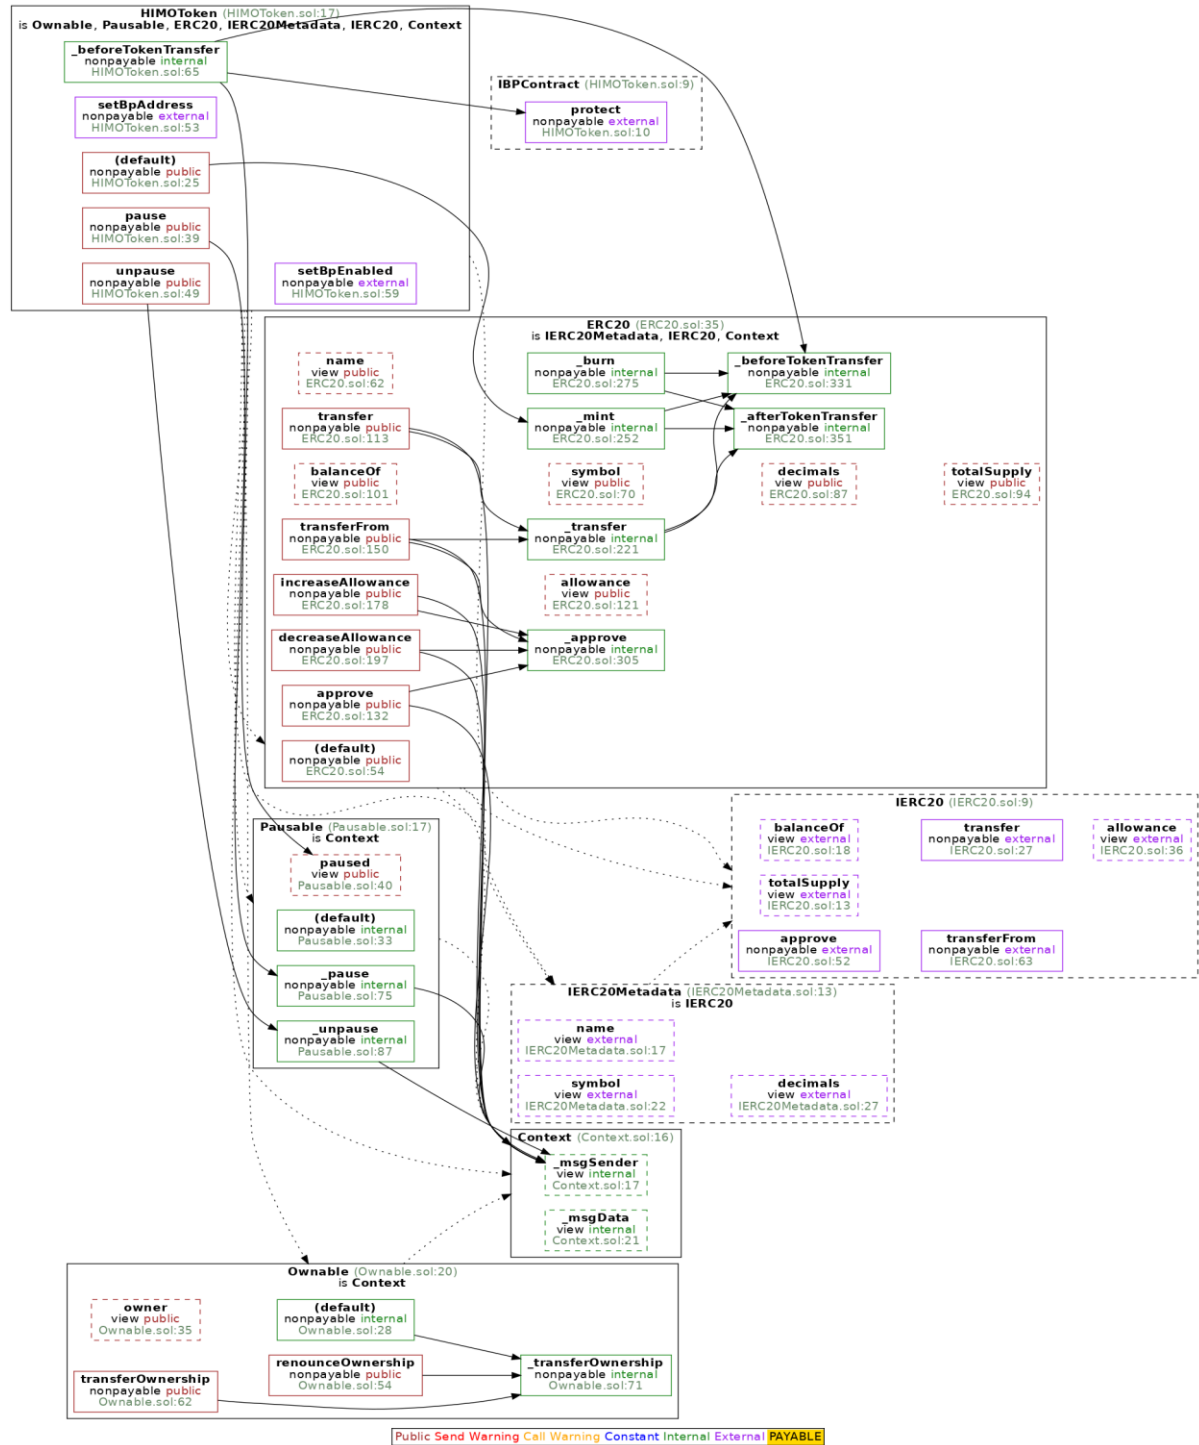 HIMOToken (HIMOToken.sol:17)
is Ownable, Pausable, ERC20, IERC20Metadata, IERC20, Context
_beforeTokenTransfer
nonpayable internal
HIMOToken.sol:65
setBpAddress
nonpayable external
HIMOToken.sol:53
(default)
nonpayable public
HIMOToken.sol:25
pause
nonpayable public
HIMOToken.sol:39
unpause
nonpayable public
HIMOToken.sol:49
setBpEnabled
nonpayable external
HIMOToken.sol:59
IBPContract (HIMOToken.sol:9)
protect
nonpayable external
HIMOToken.sol:10
ERC20 (ERC20.sol:35)
is IERC20Metadata, IERC20, Context
name
view public
ERC20.sol:62
_burn
nonpayable internal
ERC20.sol:275
_beforeTokenTransfer
nonpayable internal
ERC20.sol:331
transfer
nonpayable public
ERC20.sol:113
_mint
nonpayable internal
ERC20.sol:252
_afterTokenTransfer
nonpayable internal
ERC20.sol:351
balanceOf
view public
ERC20.sol:101
symbol
view public
ERC20.sol:70
decimals
view public
ERC20.sol:87
totalSupply
view public
ERC20.sol:94
transferFrom
nonpayable public
ERC20.sol:150
_transfer
nonpayable internal
ERC20.sol:221
increaseAllowance
nonpayable public
ERC20.sol:178
allowance
view public
ERC20.sol:121
decreaseAllowance
nonpayable public
ERC20.sol:197
_approve
nonpayable internal
ERC20.sol:305
approve
nonpayable public
ERC20.sol:132
(default)
nonpayable public
ERC20.sol:54
IERC20 (IERC20.sol:9)
balanceOf
view external
IERC20.sol:18
transfer
nonpayable external
IERC20.sol:27
allowance
view external
IERC20.sol:36
totalSupply
view external
IERC20.sol:13
approve
nonpayable external
IERC20.sol:52
transferFrom
nonpayable external
IERC20.sol:63
Pausable (Pausable.sol:17)
is Context
paused
view public
Pausable.sol:40
(default)
nonpayable internal
Pausable.sol:33
_pause
nonpayable internal
Pausable.sol:75
_unpause
nonpayable internal
Pausable.sol:87
IERC20Metadata (IERC20Metadata.sol:13)
is IERC20
name
view external
IERC20Metadata.sol:17
symbol
view external
IERC20Metadata.sol:22
decimals
view external
IERC20Metadata.sol:27
Context (Context.sol:16)
_msgSender
view internal
Context.sol:17
_msgData
view internal
Context.sol:21
Ownable (Ownable.sol:20)
is Context
owner
view public
Ownable.sol:35
(default)
nonpayable internal
Ownable.sol:28
transferOwnership
nonpayable public
Ownable.sol:62
renounceOwnership
nonpayable public
Ownable.sol:54
_transferOwnership
nonpayable internal
Ownable.sol:71
Public Send Warning Call Warning Constant Internal External PAYABLE